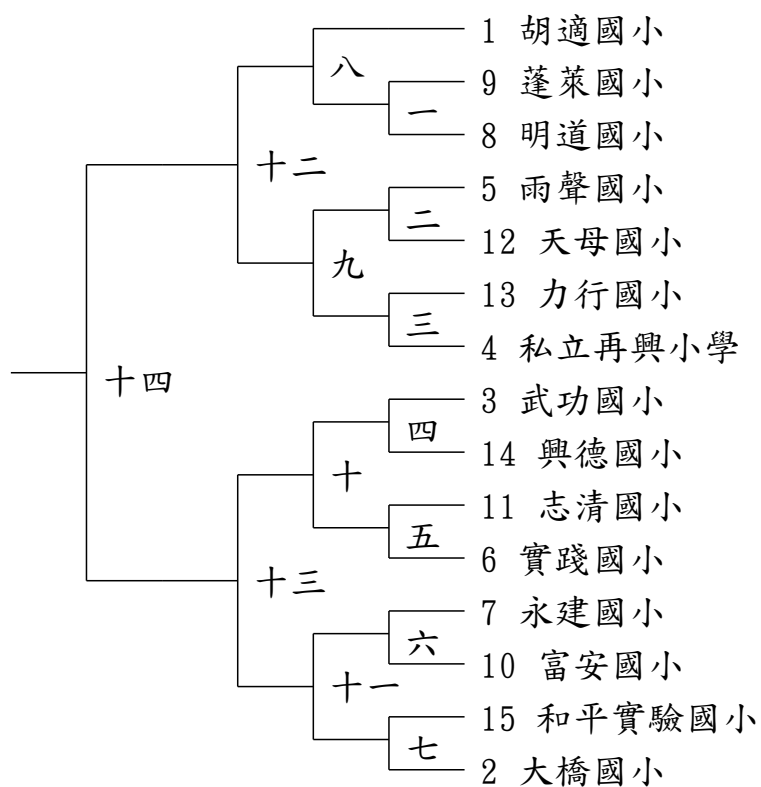 1 胡適國小
八
9 蓬萊國小
一
8 明道國小
十二
5 雨聲國小
二
12 天母國小
九
13 力行國小
三
4 私立再興小學
十四
3 武功國小
四
14 興德國小
十
11 志清國小
五
6 實踐國小
十三
7 永建國小
六
10 富安國小
十一
15 和平實驗國小
七
2 大橋國小